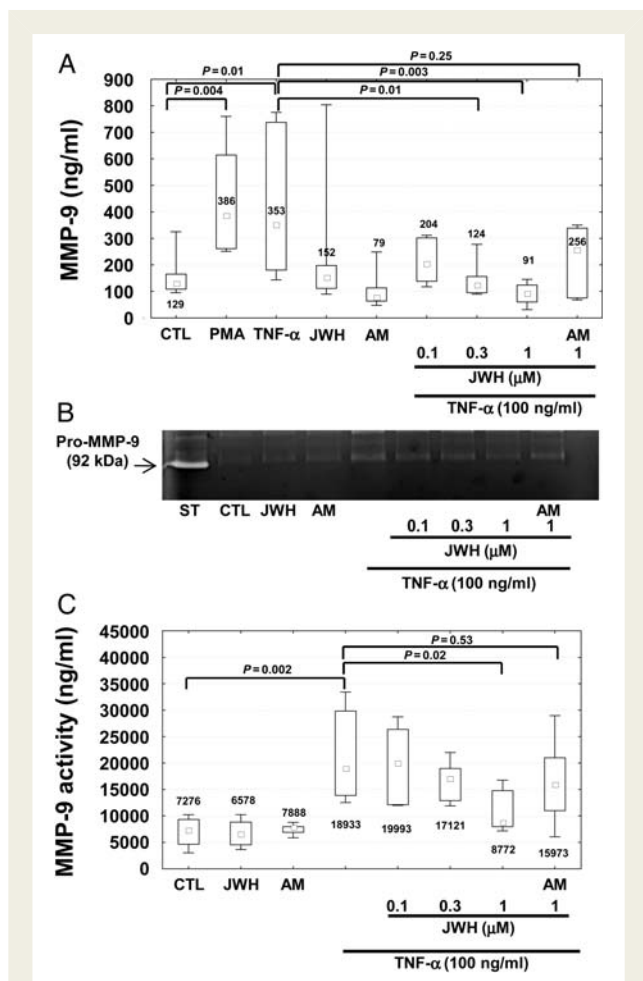 A
P = 0.25
P = 0.01
P = 0.003
P = 0.004
P = 0.01
MMP-9 (ng/ml)
900
800
700
600
500
400
300
200
100
0
129
386
353
152
79
204
124
91
256
CTL PMA TNF-α JWH AM AM
0.1 0.3 1 1
JWH (μM)
TNF-α (100 ng/ml)
B
Pro-MMP-9
(92 kDa)
ST CTL JWH AM AM
0.1 0.3 1 1
JWH (μM)
TNF-α (100 ng/ml)
C
P = 0.53
P = 0.02
P = 0.002
MMP-9 activity (ng/ml)
45000
40000
35000
30000
25000
20000
15000
10000
5000
0
7276
6578
7888
18933
19993
17121
8772
15973
CTL JWH AM AM
0.1 0.3 1 1
JWH (μM)
TNF-α (100 ng/ml)